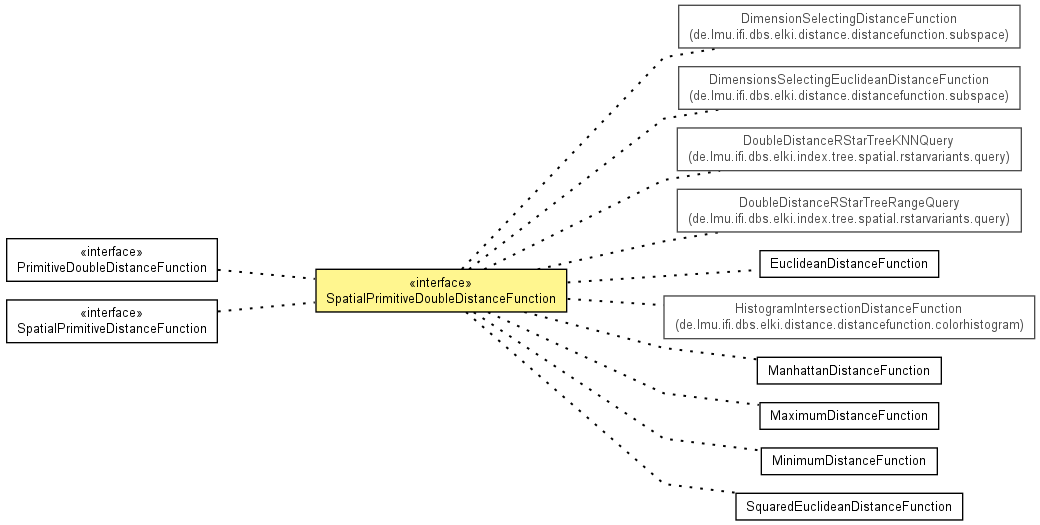 «interface»
PrimitiveDoubleDistanceFunction
«interface»
SpatialPrimitiveDistanceFunction
«interface»
SpatialPrimitiveDoubleDistanceFunction
DimensionSelectingDistanceFunction
(de.lmu.ifi.dbs.elki.distance.distancefunction.subspace)
DimensionsSelectingEuclideanDistanceFunction
(de.lmu.ifi.dbs.elki.distance.distancefunction.subspace)
DoubleDistanceRStarTreeKNNQuery
(de.lmu.ifi.dbs.elki.index.tree.spatial.rstarvariants.query)
DoubleDistanceRStarTreeRangeQuery
(de.lmu.ifi.dbs.elki.index.tree.spatial.rstarvariants.query)
EuclideanDistanceFunction
HistogramIntersectionDistanceFunction
(de.lmu.ifi.dbs.elki.distance.distancefunction.colorhistogram)
ManhattanDistanceFunction
MaximumDistanceFunction
MinimumDistanceFunction
SquaredEuclideanDistanceFunction